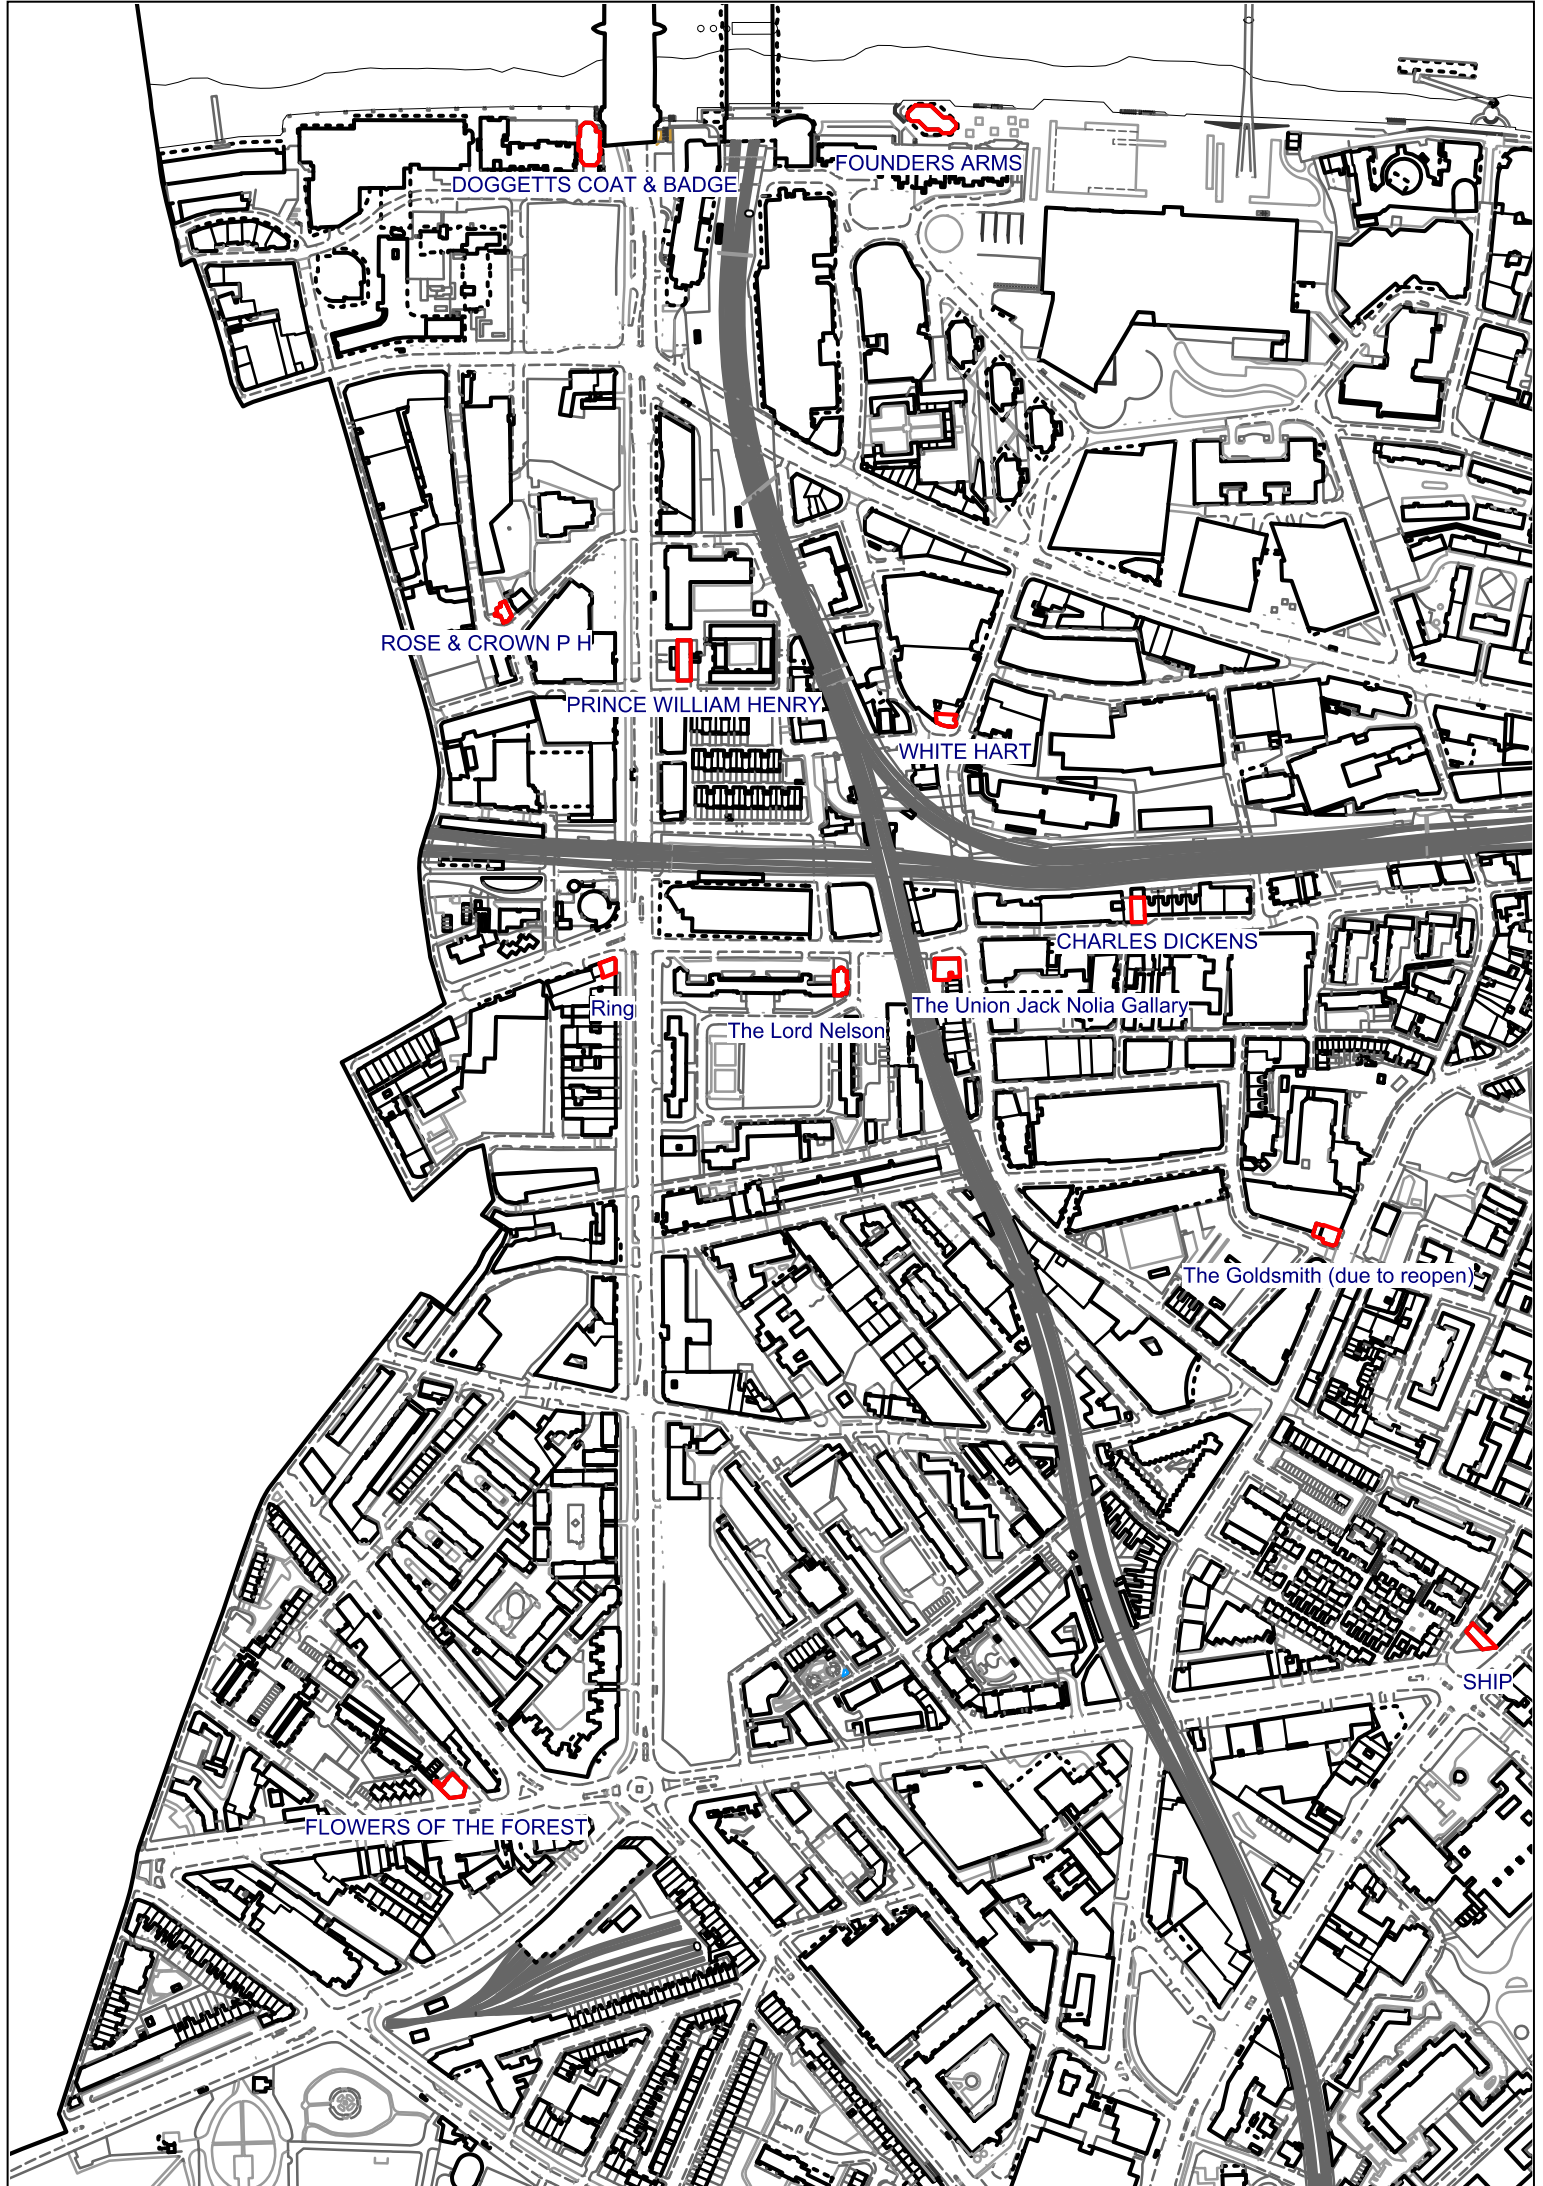 FOUNDERS ARMS
DOGGETTS COAT & BADGE
ROSE & CROWN P H
PRINCE WILLIAM HENRY
WHITE HART
CHARLES DICKENS
Ring
The Union Jack Nolia Gallary
The Lord Nelson
The Goldsmith (due to reopen)
SHIP
FLOWERS OF THE FOREST